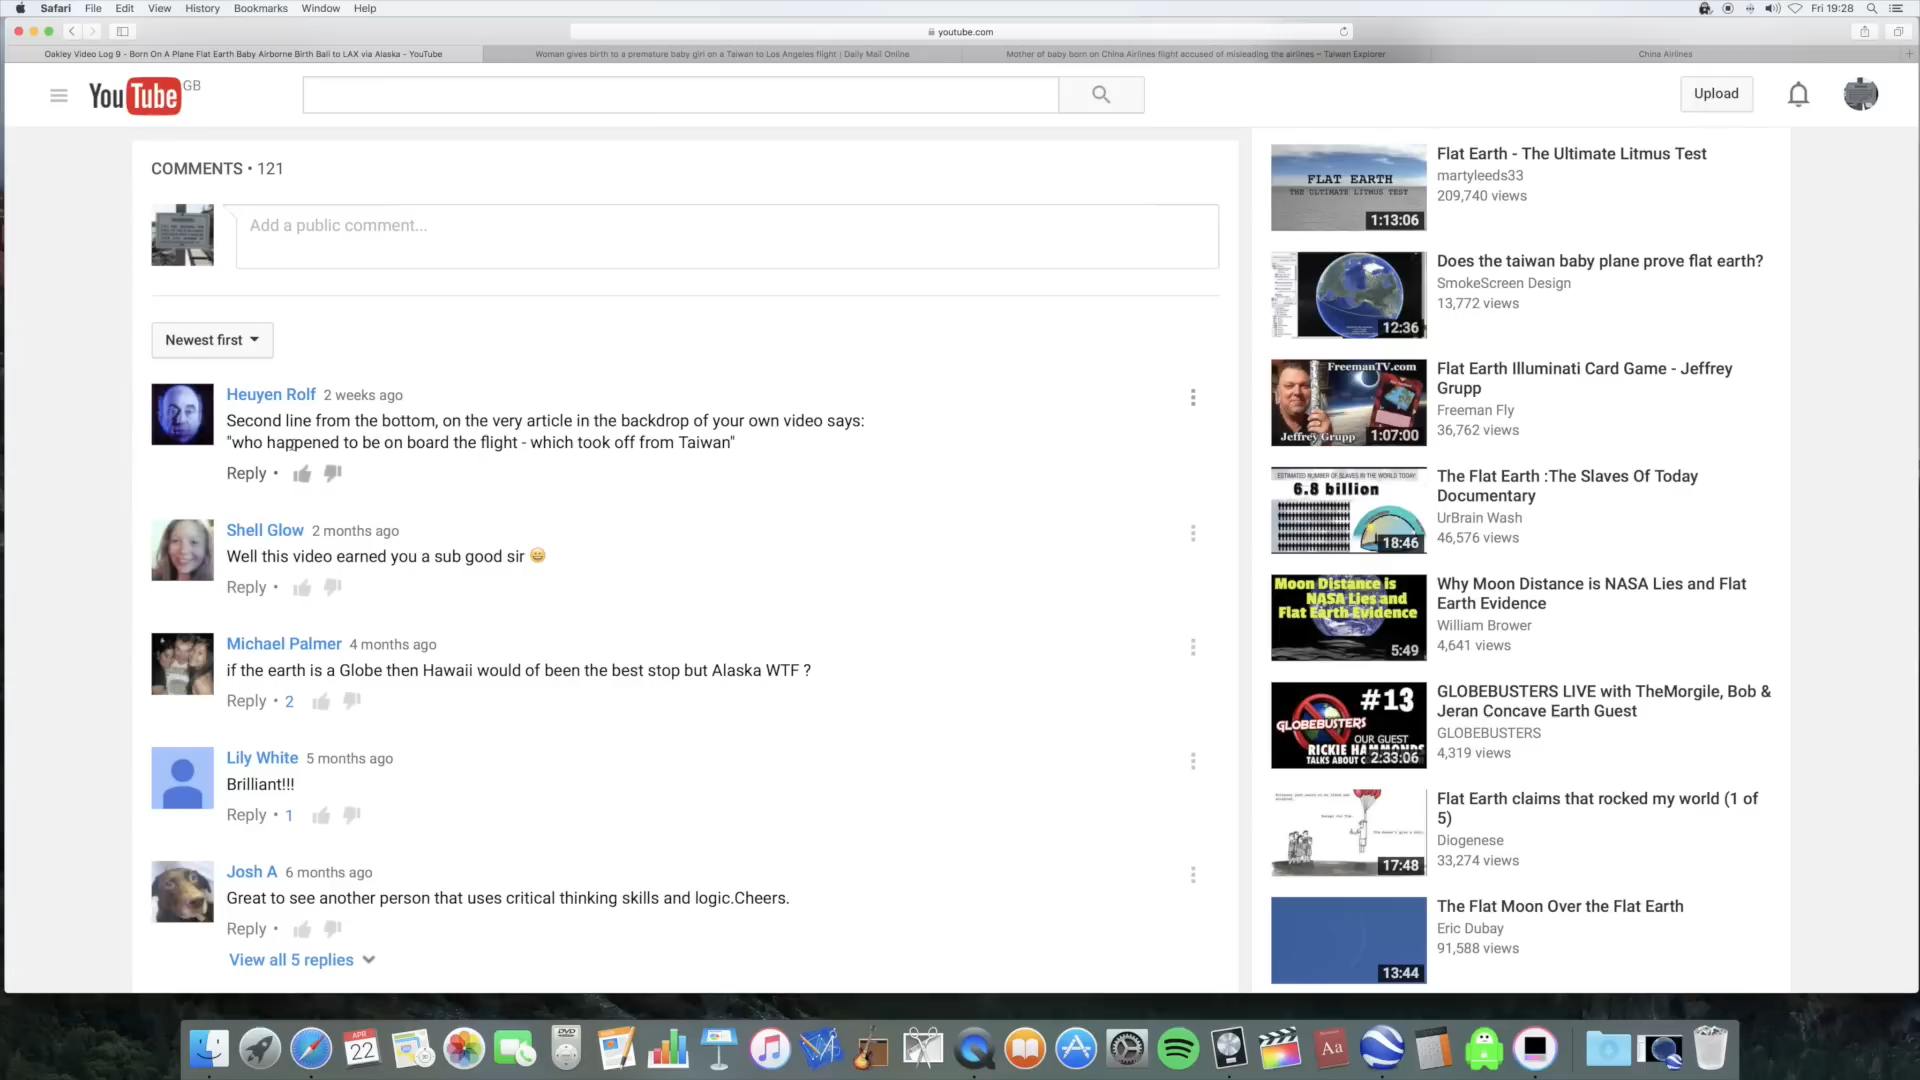 Safari File Edit View History Bookmarks Window Help Fri 19:28
youtube.com
Oakley Video Log 9 - Born On A Plane Flat Earth Baby Airborne Birth Bali to LAX via Alaska - YouTube
Woman gives birth to a premature baby girl on a Taiwan to Los Angeles flight | Daily Mail Online
Mother of baby born on China Airlines flight accused of misleading the airlines – Taiwan Explorer
China Airlines
YouTube GB
Upload
COMMENTS • 121
Add a public comment...
Newest first
Heuyen Rolf 2 weeks ago
Second line from the bottom, on the very article in the backdrop of your own video says:
"who happened to be on board the flight - which took off from Taiwan"
Reply •
Shell Glow 2 months ago
Well this video earned you a sub good sir 😄
Reply •
Michael Palmer 4 months ago
if the earth is a Globe then Hawaii would of been the best stop but Alaska WTF ?
Reply • 2
Lily White 5 months ago
Brilliant!!!
Reply • 1
Josh A 6 months ago
Great to see another person that uses critical thinking skills and logic.Cheers.
Reply •
View all 5 replies
FLAT EARTH
THE ULTIMATE LITMUS TEST
1:13:06
Flat Earth - The Ultimate Litmus Test
martyleeds33
209,740 views
12:36
Does the taiwan baby plane prove flat earth?
SmokeScreen Design
13,772 views
FreemanTV.com
Jeffrey Grupp
1:07:00
Flat Earth Illuminati Card Game - Jeffrey
Grupp
Freeman Fly
36,762 views
ESTIMATED NUMBER OF SLAVES IN THE WORLD TODAY
6.8 billion
18:46
The Flat Earth :The Slaves Of Today
Documentary
UrBrain Wash
46,576 views
Moon Distance is
NASA Lies and
Flat Earth Evidence
5:49
Why Moon Distance is NASA Lies and Flat
Earth Evidence
William Brower
4,641 views
#13
GLOBEBUSTERS
OUR GUEST
RICKIE HAMMONDS
TALKS ABOUT
2:33:06
GLOBEBUSTERS LIVE with TheMorgile, Bob &
Jeran Concave Earth Guest
GLOBEBUSTERS
4,319 views
17:48
Flat Earth claims that rocked my world (1 of
5)
Diogenese
33,274 views
13:44
The Flat Moon Over the Flat Earth
Eric Dubay
91,588 views
APR
22
DVD
Aa